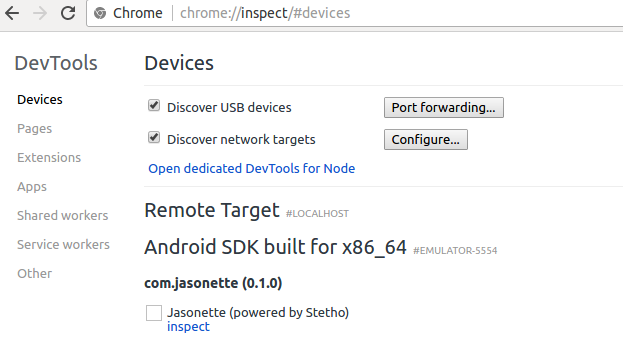 Chrome chrome://inspect/#devices
DevTools
Devices
Pages
Extensions
Apps
Shared workers
Service workers
Other
Devices
Discover USB devices Port forwarding...
Discover network targets Configure...
Open dedicated DevTools for Node
Remote Target #LOCALHOST
Android SDK built for x86_64 #EMULATOR-5554
com.jasonette (0.1.0)
Jasonette (powered by Stetho)
inspect